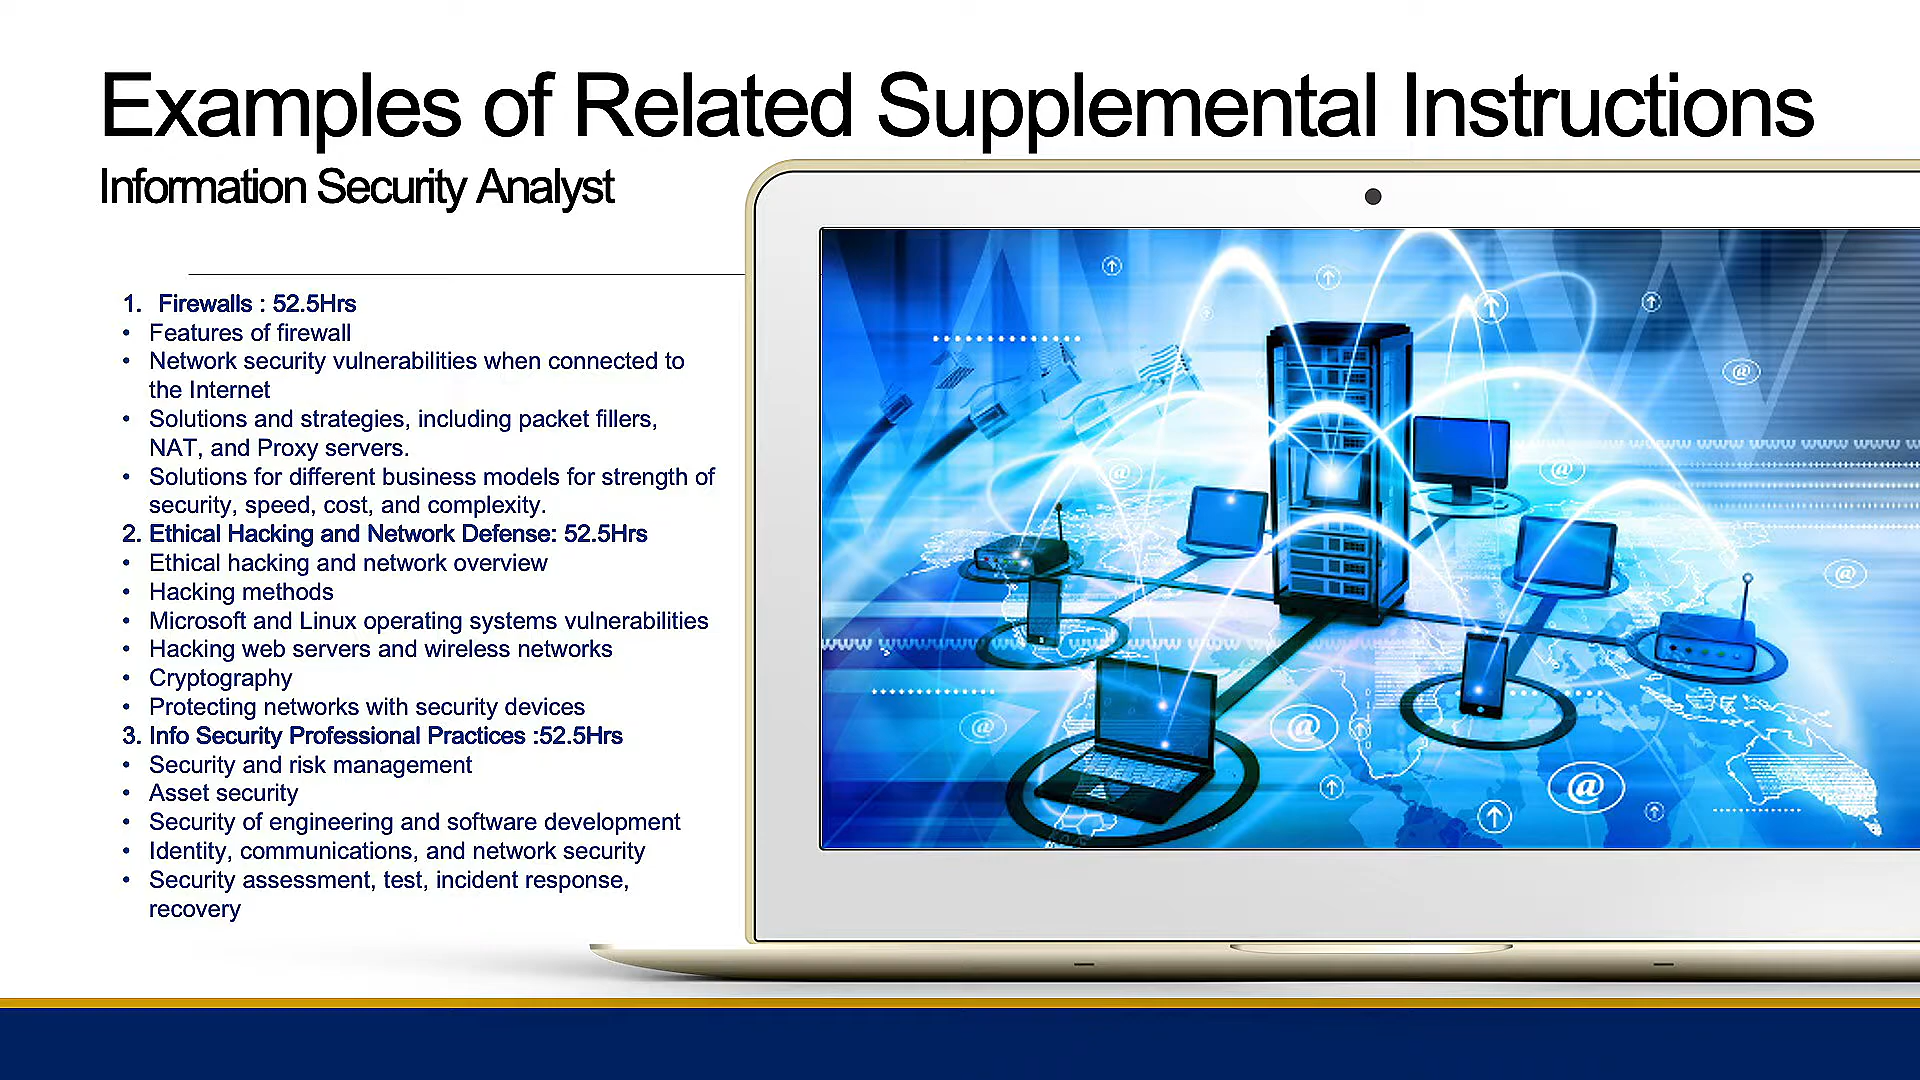 Examples of Related Supplemental Instructions
Information Security Analyst
1. Firewalls : 52.5Hrs
• Features of firewall
• Network security vulnerabilities when connected to
the Internet
• Solutions and strategies, including packet fillers,
NAT, and Proxy servers.
• Solutions for different business models for strength of
security, speed, cost, and complexity.
2. Ethical Hacking and Network Defense: 52.5Hrs
• Ethical hacking and network overview
• Hacking methods
• Microsoft and Linux operating systems vulnerabilities
• Hacking web servers and wireless networks
• Cryptography
• Protecting networks with security devices
3. Info Security Professional Practices :52.5Hrs
• Security and risk management
• Asset security
• Security of engineering and software development
• Identity, communications, and network security
• Security assessment, test, incident response,
recovery